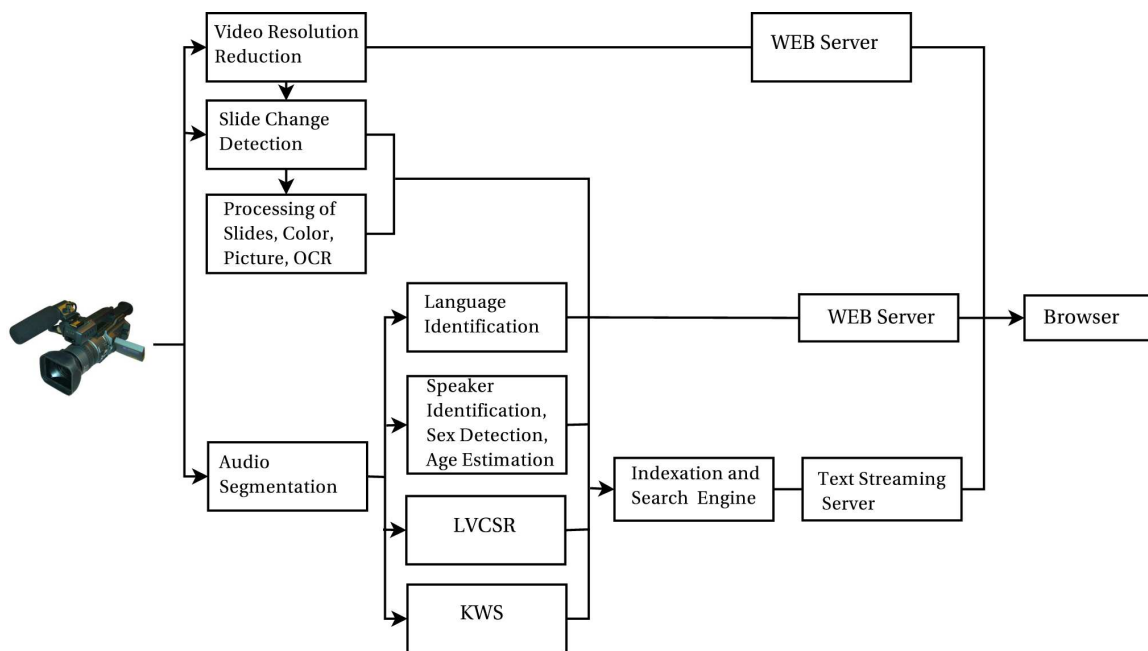 Video Resolution
Reduction
WEB Server
Slide Change
Detection
Processing of
Slides, Color,
Picture, OCR
Language
Identification
WEB Server
Browser
Speaker
Identification,
Sex Detection,
Age Estimation
Audio
Segmentation
Indexation and
Search Engine
Text Streaming
Server
LVCSR
KWS